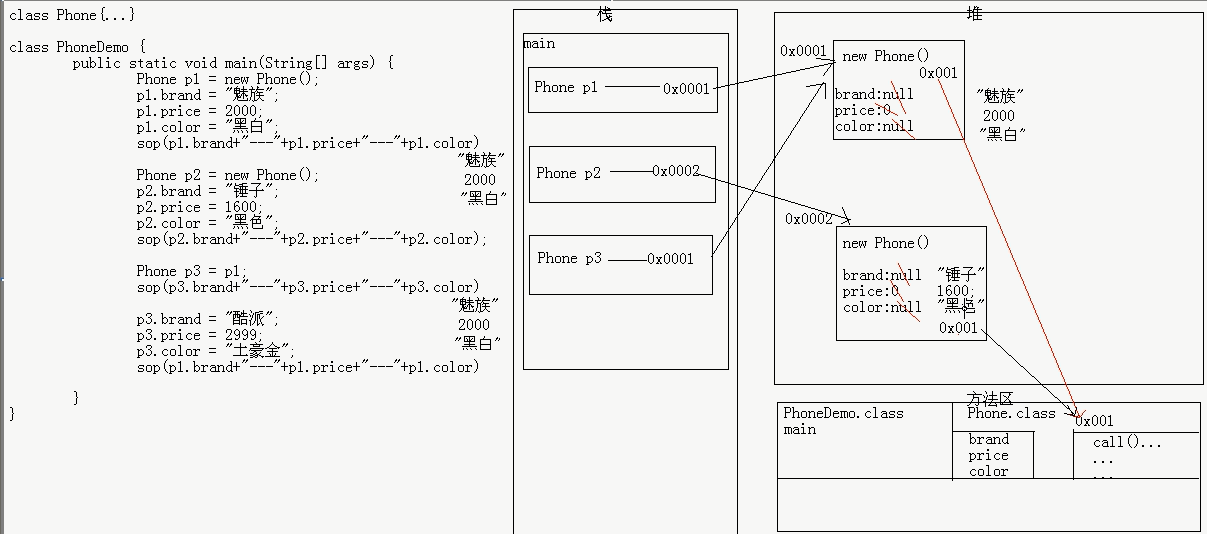 class Phone{...}
class PhoneDemo {
public static void main(String[] args) {
Phone p1 = new Phone();
p1.brand = "魅族";
p1.price = 2000;
p1.color = "黑白";
sop(p1.brand+"---"+p1.price+"---"+p1.color)
"魅族"
2000
"黑白"
Phone p2 = new Phone();
p2.brand = "锤子";
p2.price = 1600;
p2.color = "黑色";
sop(p2.brand+"---"+p2.price+"---"+p2.color);
Phone p3 = p1;
sop(p3.brand+"---"+p3.price+"---"+p3.color)
"魅族"
2000
"黑白"
p3.brand = "酷派";
p3.price = 2999;
p3.color = "土豪金";
sop(p1.brand+"---"+p1.price+"---"+p1.color)
}
}
栈
main
Phone p1
0x0001
Phone p2
0x0002
Phone p3
0x0001
堆
0x0001
new Phone()
0x001
brand:null
price:0
color:null
"魅族"
2000
"黑白"
0x0002
new Phone()
brand:null "锤子"
price:0 1600;
color:null "黑色"
0x001
方法区
PhoneDemo.class
main
Phone.class
brand
price
color
0x001
call()...
...
...